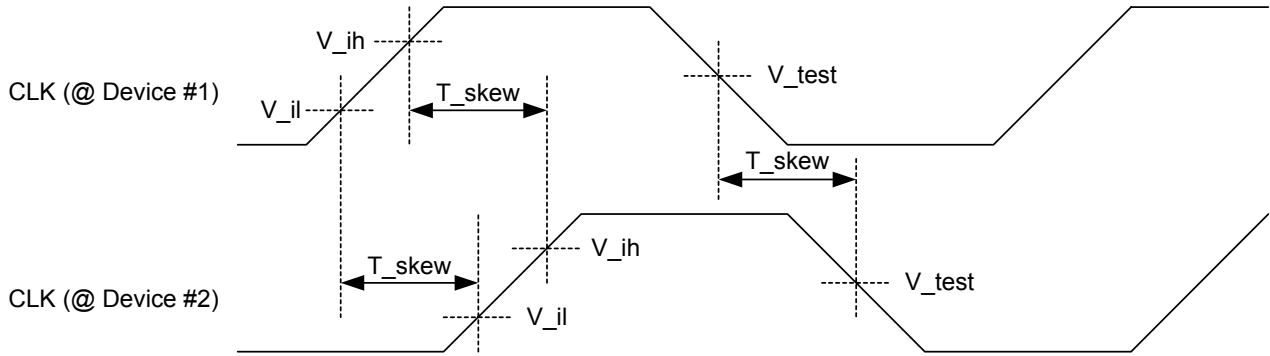 V_ih
CLK (@ Device #1)
V_il
T_skew
V_test
T_skew
CLK (@ Device #2)
T_skew
V_ih
V_il
V_test